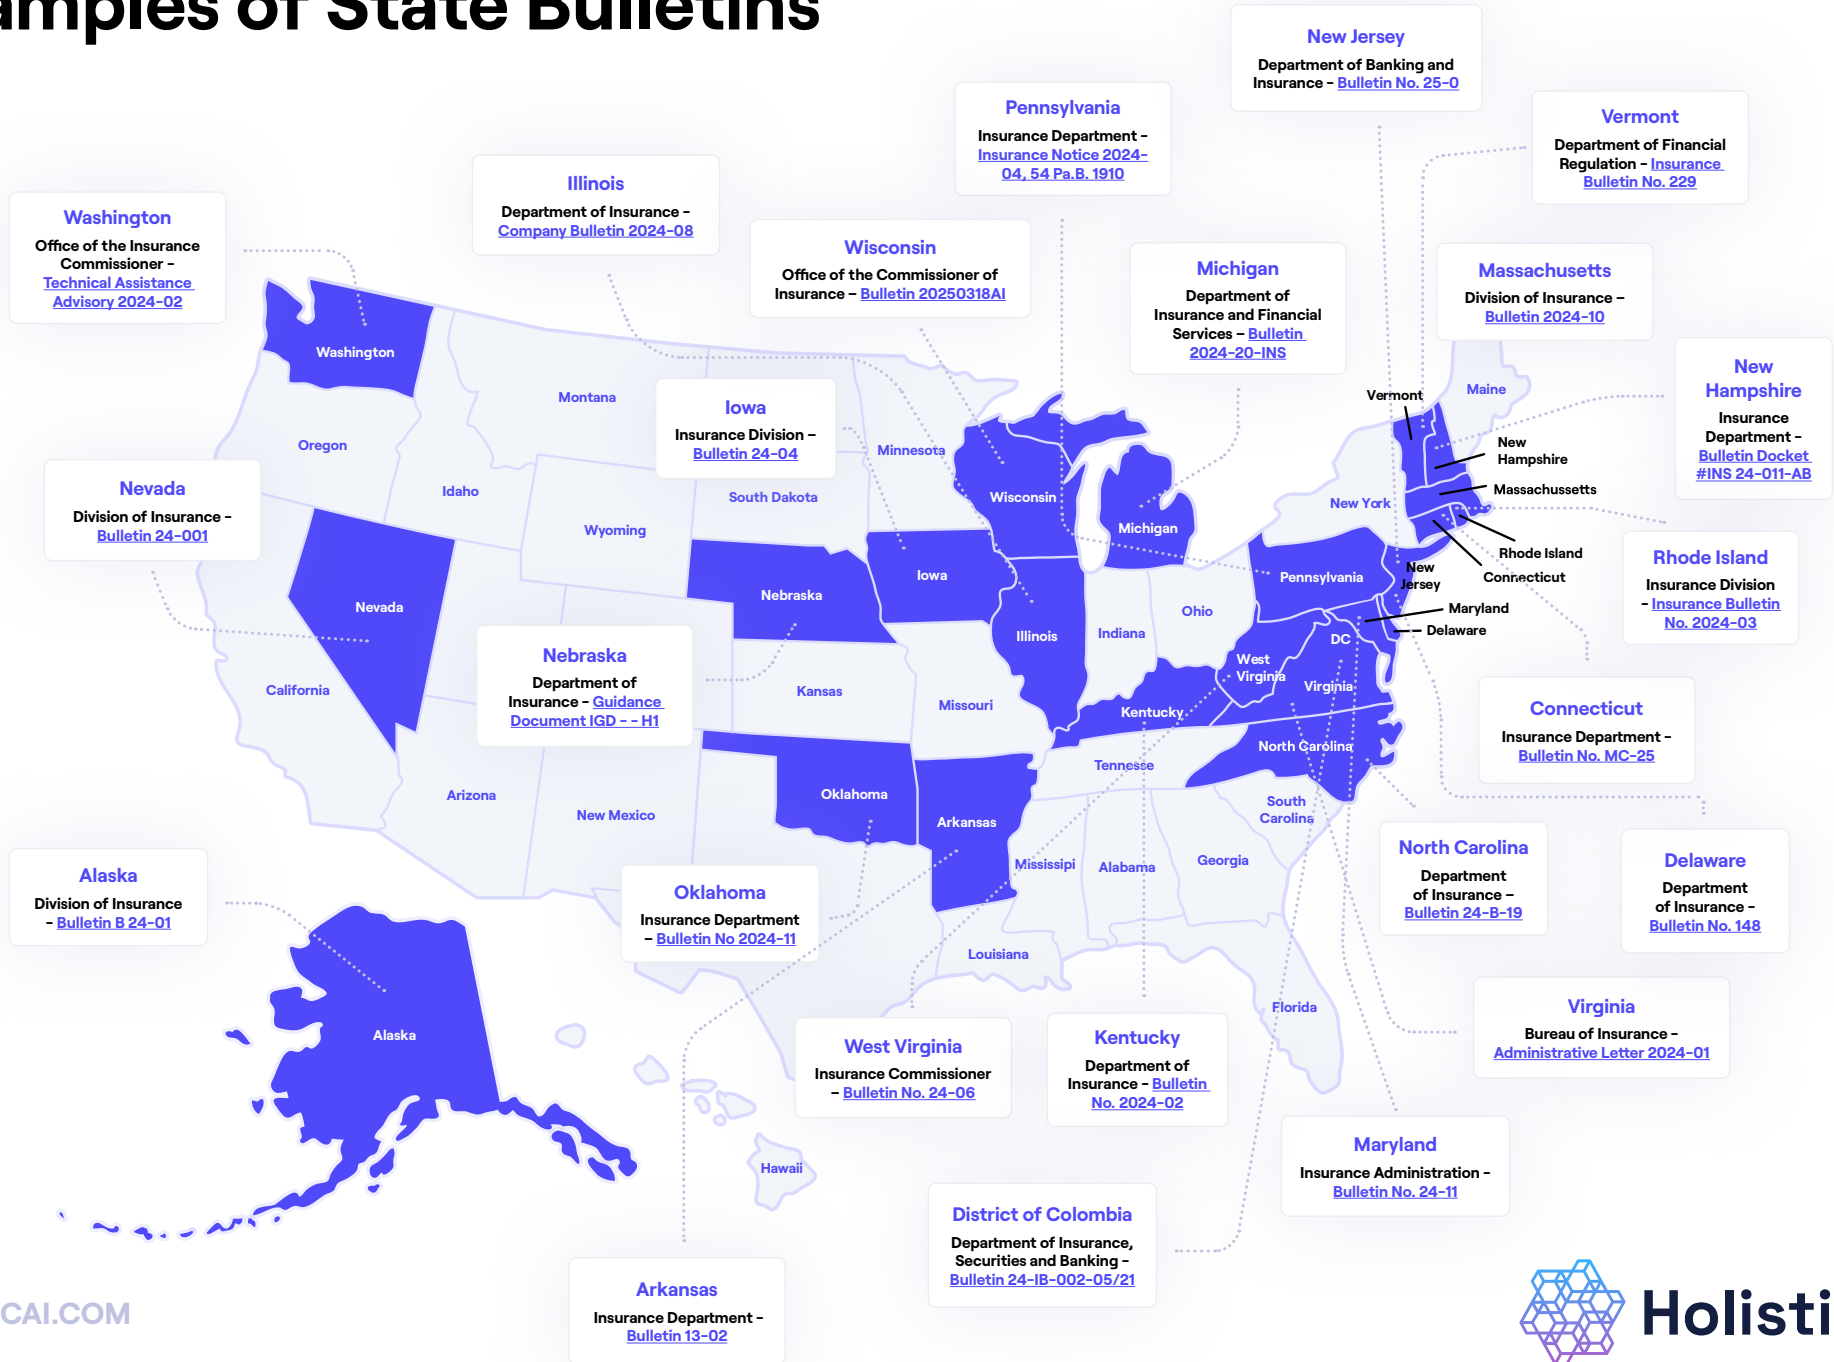 amples of State Bulletins
New Jersey
Department of Banking and
Insurance - Bulletin No. 25-0
Pennsylvania
Insurance Department -
Insurance Notice 2024-
04, 54 Pa.B. 1910
Vermont
Department of Financial
Regulation - Insurance
Bulletin No. 229
Illinois
Department of Insurance -
Company Bulletin 2024-08
Washington
Office of the Insurance
Commissioner -
Technical Assistance
Advisory 2024-02
Wisconsin
Office of the Commissioner of
Insurance – Bulletin 20250318AI
Michigan
Department of
Insurance and Financial
Services – Bulletin
2024-20-INS
Massachusetts
Division of Insurance –
Bulletin 2024-10
New
Hampshire
Insurance
Department -
Bulletin Docket
#INS 24-011-AB
Iowa
Insurance Division –
Bulletin 24-04
Nevada
Division of Insurance -
Bulletin 24-001
Rhode Island
Insurance Division
- Insurance Bulletin
No. 2024-03
Nebraska
Department of
Insurance - Guidance
Document IGD - - H1
Connecticut
Insurance Department -
Bulletin No. MC-25
North Carolina
Department
of Insurance –
Bulletin 24-B-19
Delaware
Department
of Insurance -
Bulletin No. 148
Alaska
Division of Insurance
- Bulletin B 24-01
Oklahoma
Insurance Department
– Bulletin No 2024-11
Virginia
Bureau of Insurance -
Administrative Letter 2024-01
West Virginia
Insurance Commissioner
– Bulletin No. 24-06
Kentucky
Department of
Insurance - Bulletin
No. 2024-02
Maryland
Insurance Administration -
Bulletin No. 24-11
District of Colombia
Department of Insurance,
Securities and Banking -
Bulletin 24-IB-002-05/21
Arkansas
Insurance Department -
Bulletin 13-02
Washington
Montana
Oregon
Idaho
Wyoming
South Dakota
Minnesota
Wisconsin
Michigan
New York
Vermont
Maine
New
Hampshire
Massachussetts
Rhode Island
Connecticut
New
Jersey
Maryland
Delaware
Pennsylvania
Iowa
Nebraska
Nevada
California
Illinois
Indiana
Ohio
DC
West
Virginia
Virginia
Kansas
Missouri
Kentucky
North Carolina
Tennesse
Arizona
New Mexico
Oklahoma
Arkansas
South
Carolina
Mississipi
Alabama
Georgia
Louisiana
Florida
Alaska
Hawaii
CAI.COM
Holisti